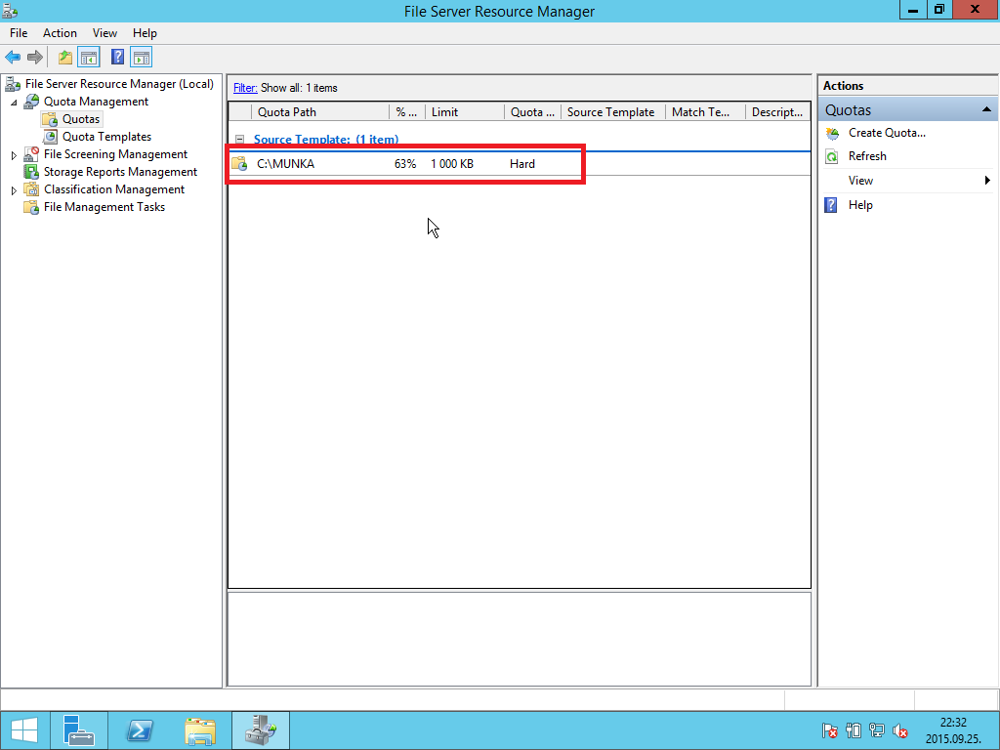 File Server Resource Manager
File Action View Help
File Server Resource Manager (Local)
Quota Management
Quotas
Quota Templates
File Screening Management
Storage Reports Management
Classification Management
File Management Tasks
Filter: Show all: 1 items
Quota Path % ... Limit Quota ... Source Template Match Te... Descript...
Source Template: (1 item)
C:\MUNKA 63% 1 000 KB Hard
Actions
Quotas
Create Quota...
Refresh
View
Help
22:32
2015.09.25.